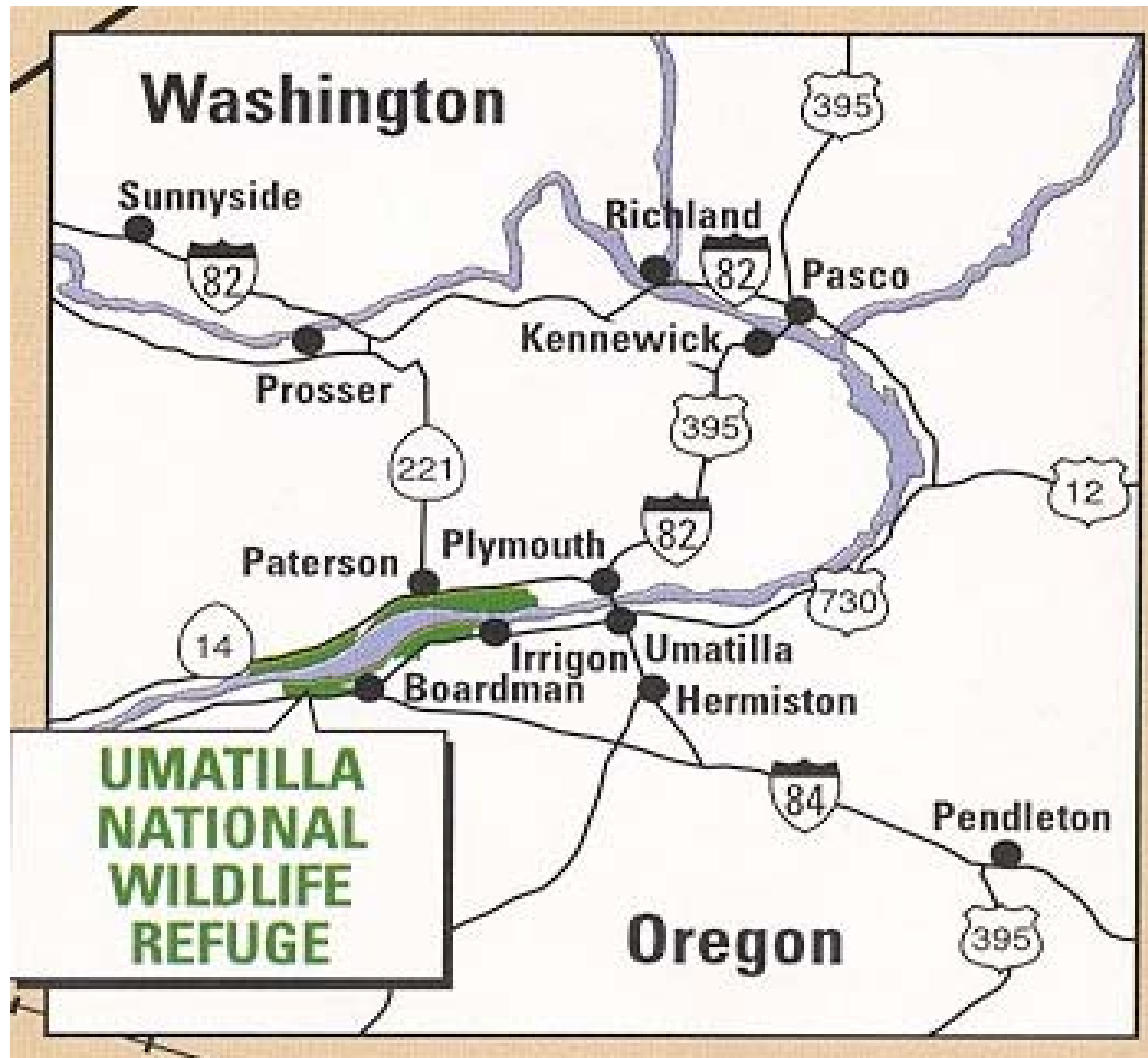 Washington
395
Sunnyside
Richland
82
82
Pasco
Kennewick
Prosser
395
221
12
82
Plymouth
Paterson
730
14
Irrigon
Umatilla
Boardman
Hermiston
UMATILLA
NATIONAL
WILDLIFE
REFUGE
84
Pendleton
Oregon
395